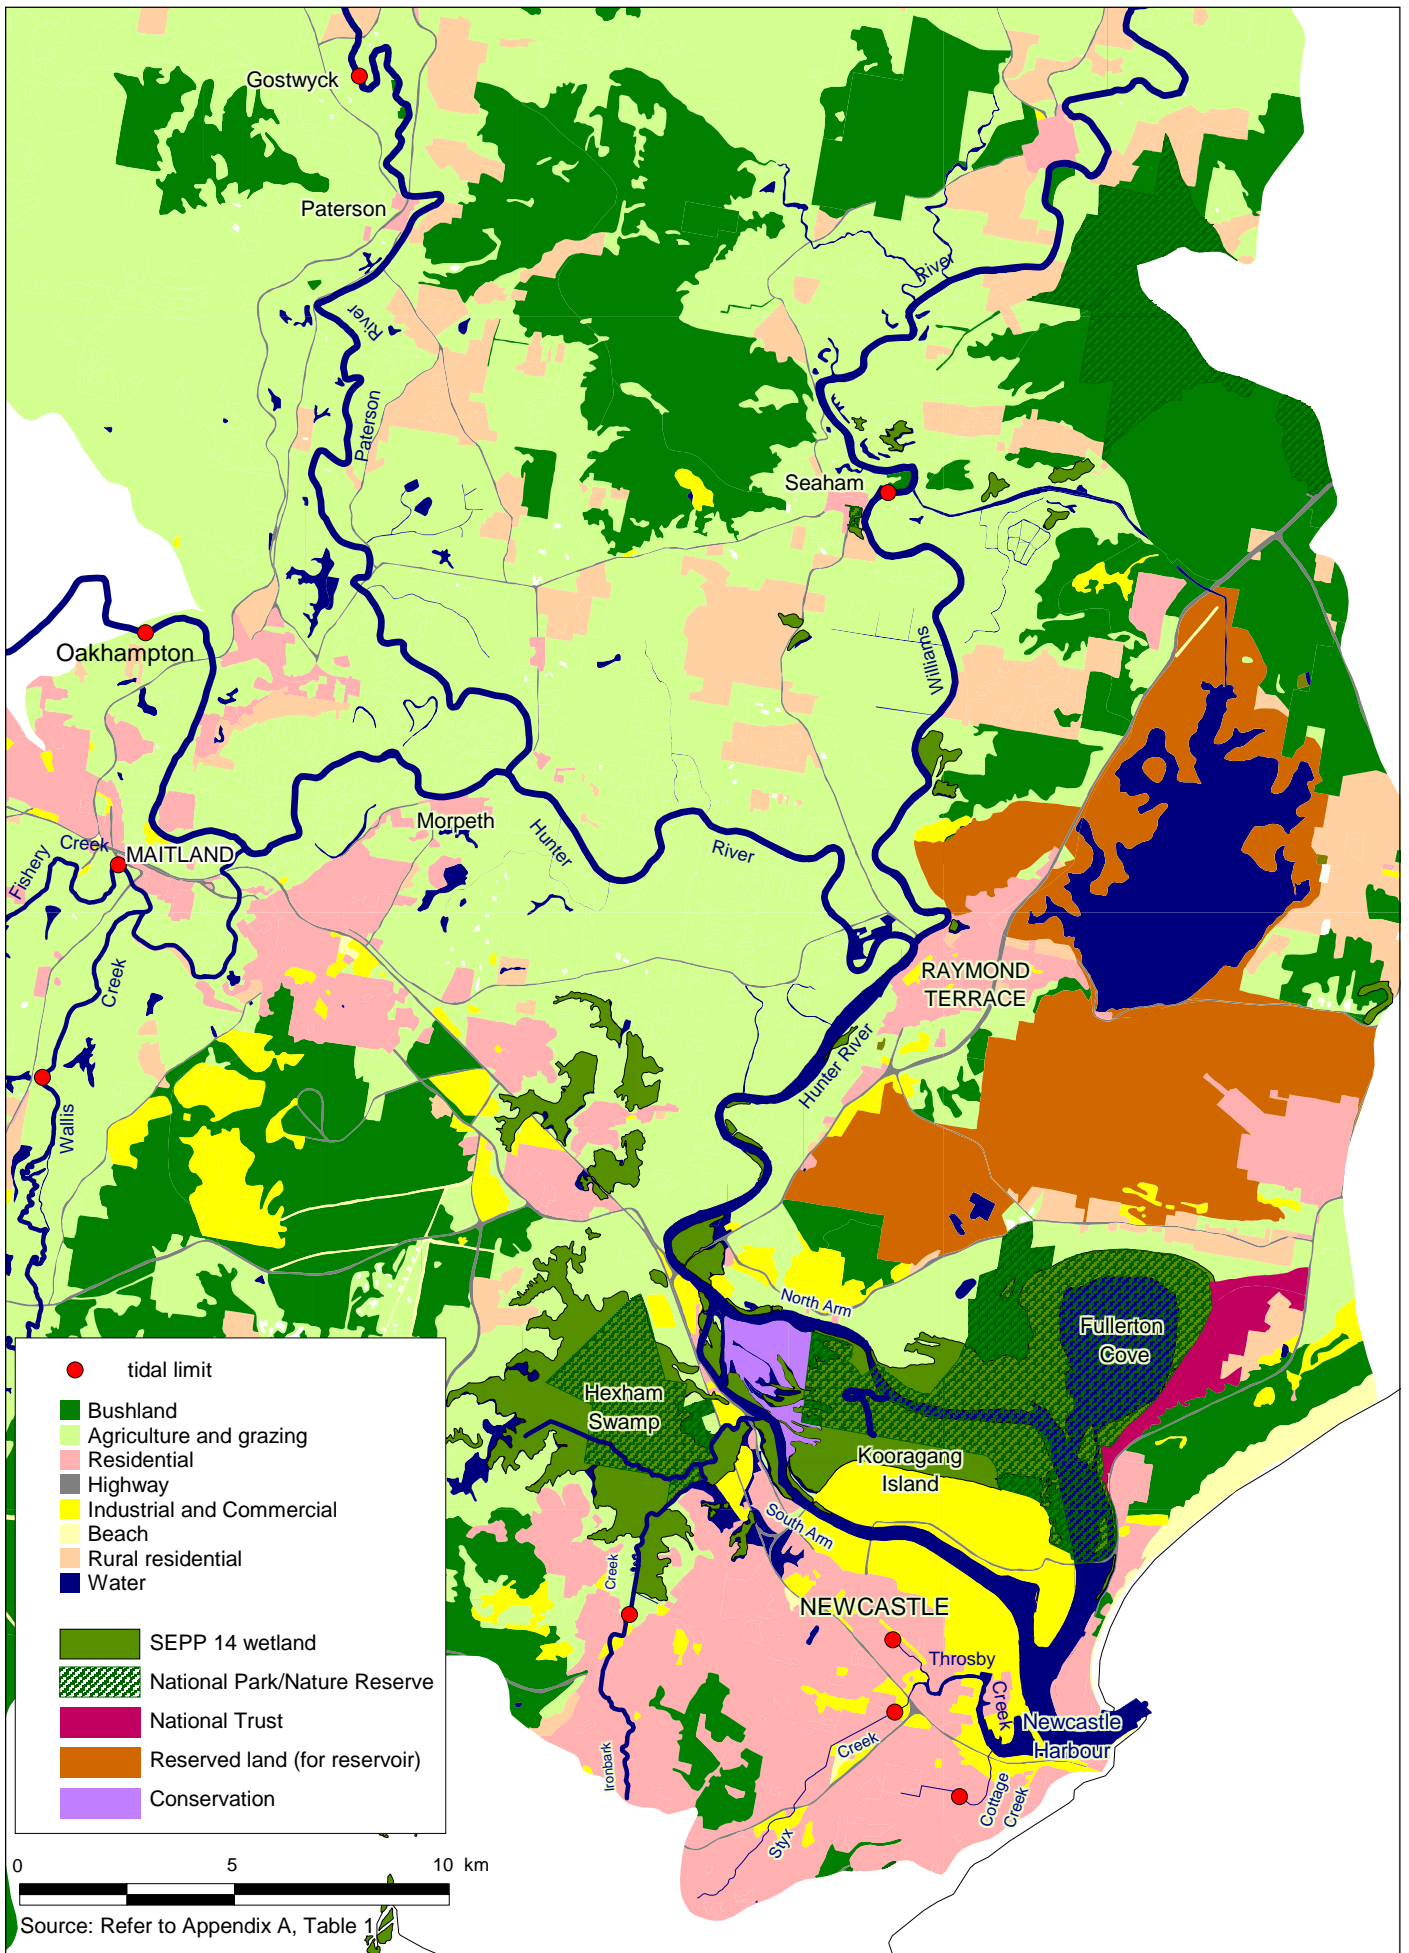 Gostwyck
Paterson
River
River
Paterson
Seaham
Oakhampton
Williams
Morpeth
Hunter
River
Fishery
Creek
MAITLAND
Creek
RAYMOND
TERRACE
Hunter River
Wallis
North Arm
Fullerton
Cove
Hexham
Swamp
Kooragang
Island
South Arm
Creek
NEWCASTLE
Throsby
Creek
Newcastle
Harbour
Creek
Ironbark
Cottage
Creek
Styx
tidal limit
Bushland
Agriculture and grazing
Residential
Highway
Industrial and Commercial
Beach
Rural residential
Water
SEPP 14 wetland
National Park/Nature Reserve
National Trust
Reserved land (for reservoir)
Conservation
0 5 10 km
Source: Refer to Appendix A, Table 1